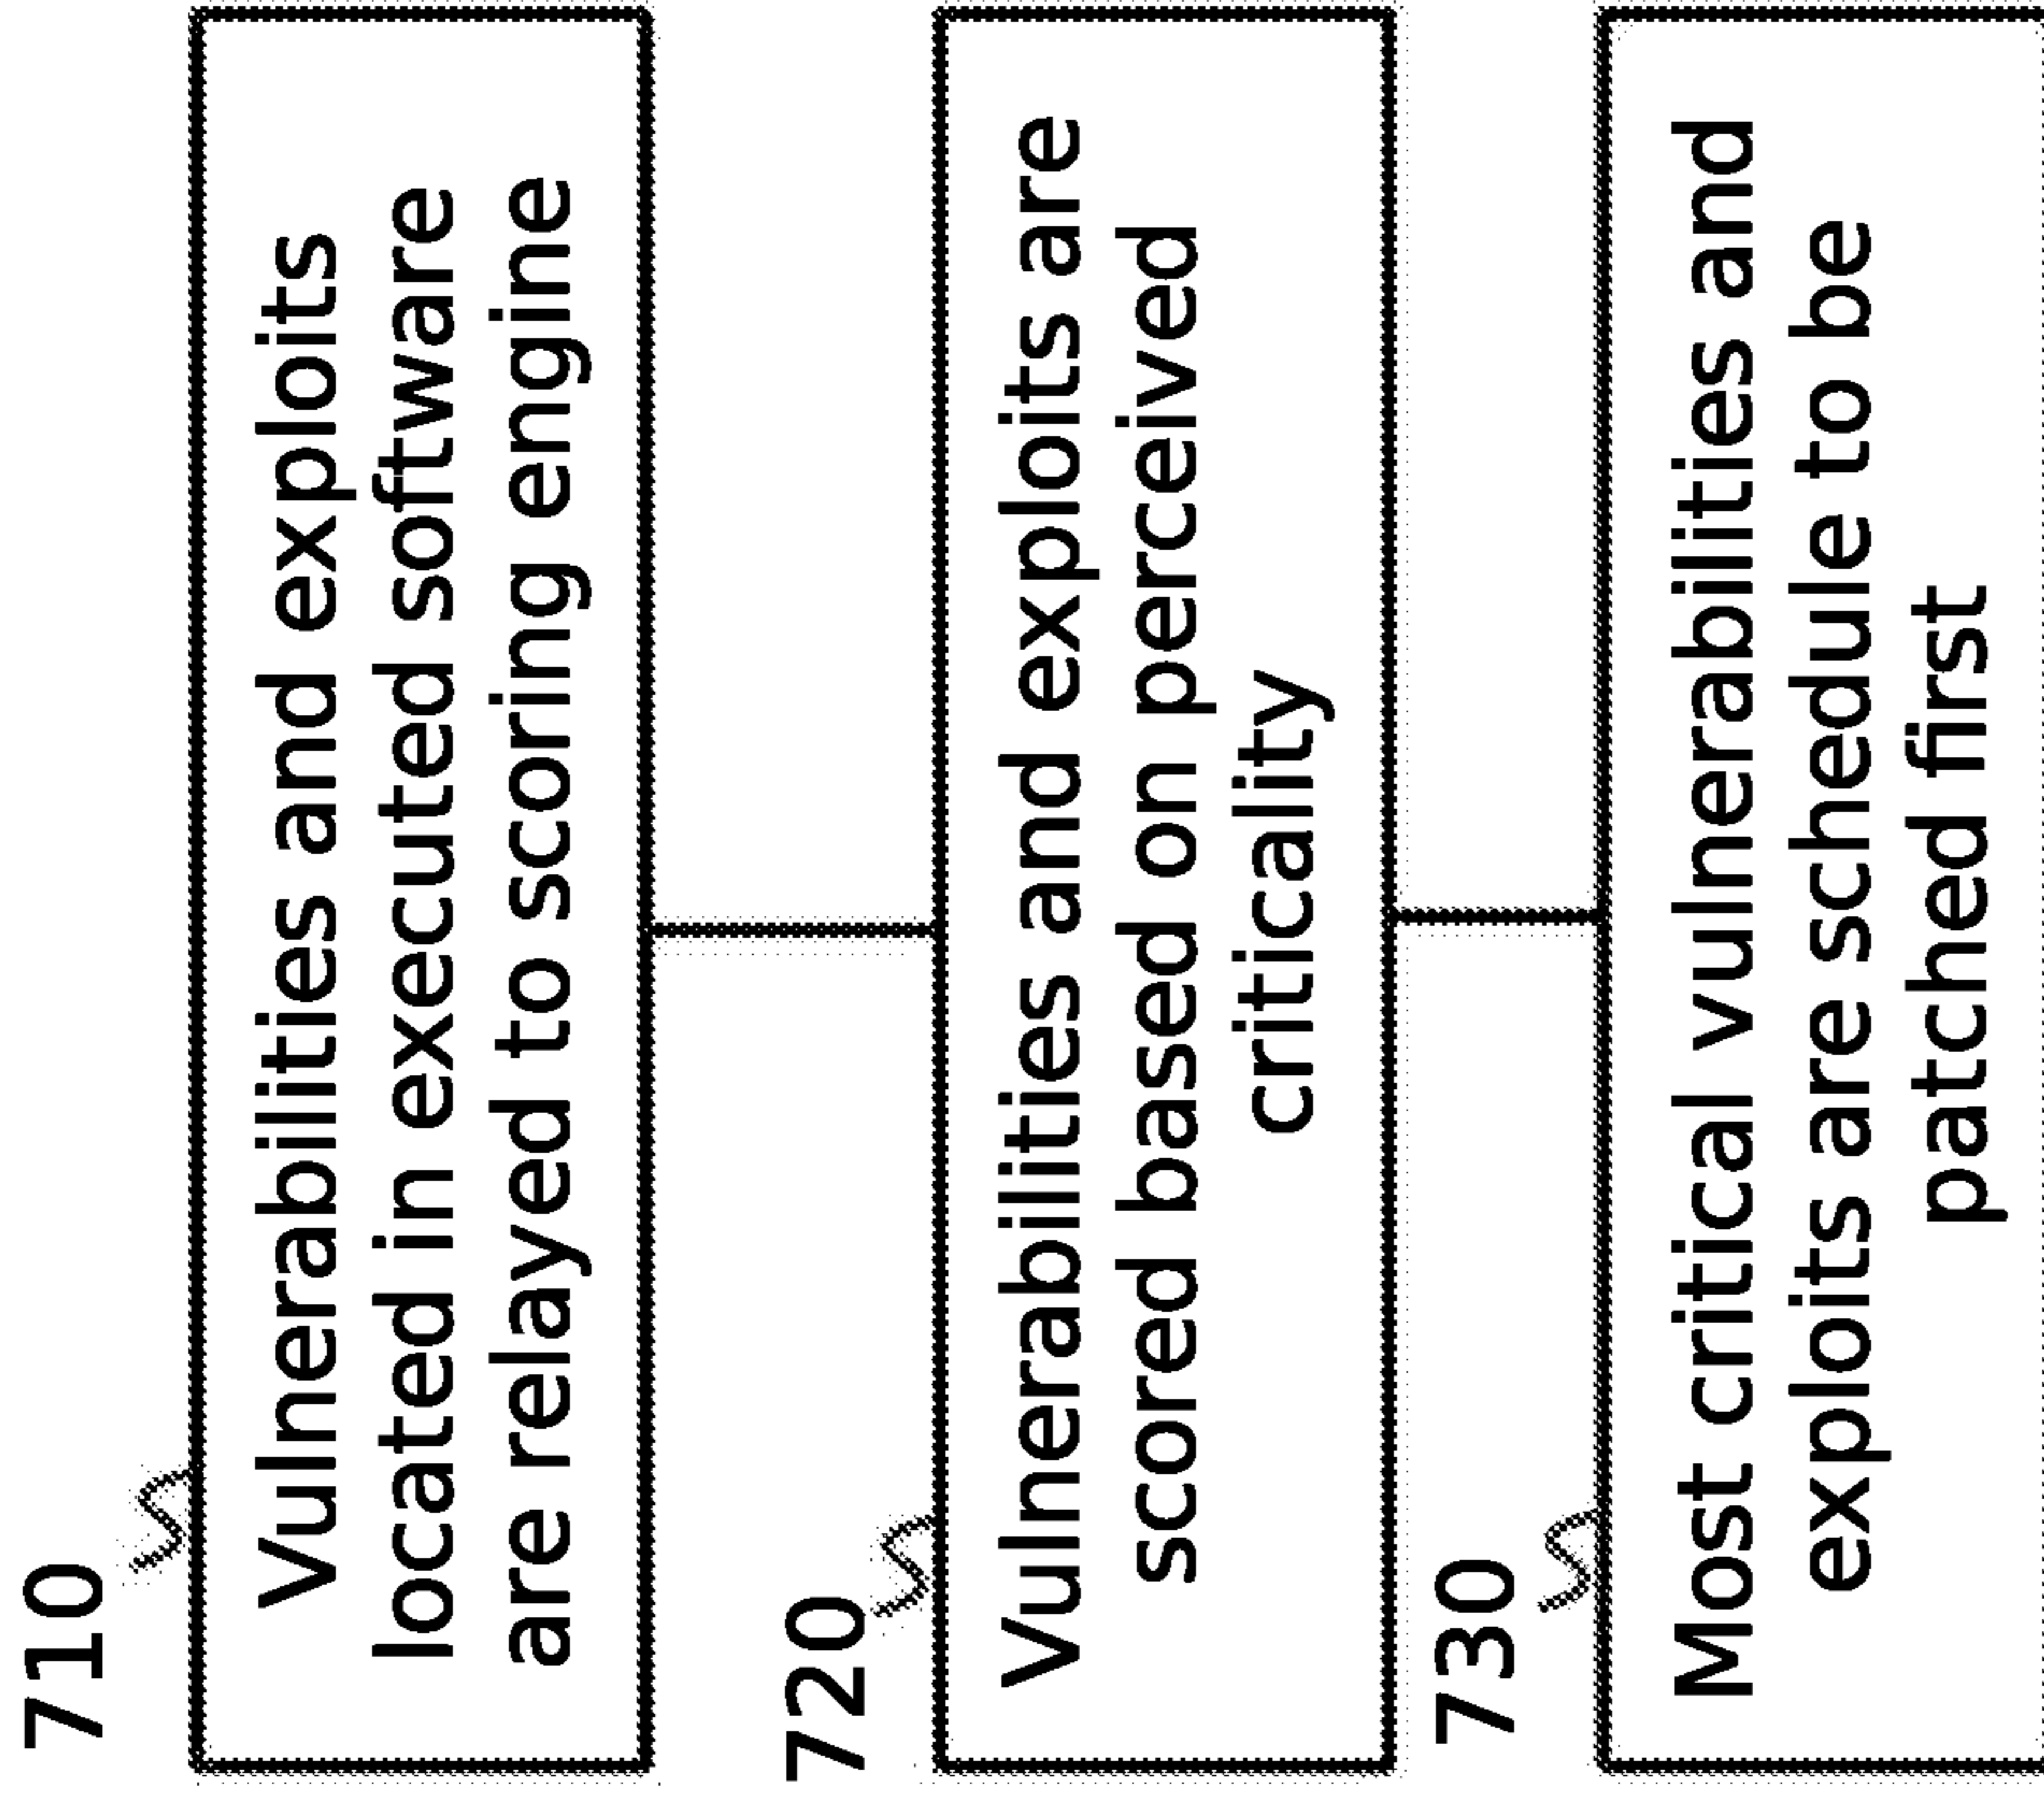 710
Vulnerabilities and exploits
located in executed software
are relayed to scoring engine
720
Vulnerabilities and exploits are
scored based on perceived
criticality
730
Most critical vulnerabilities and
exploits are schedule to be
patched first